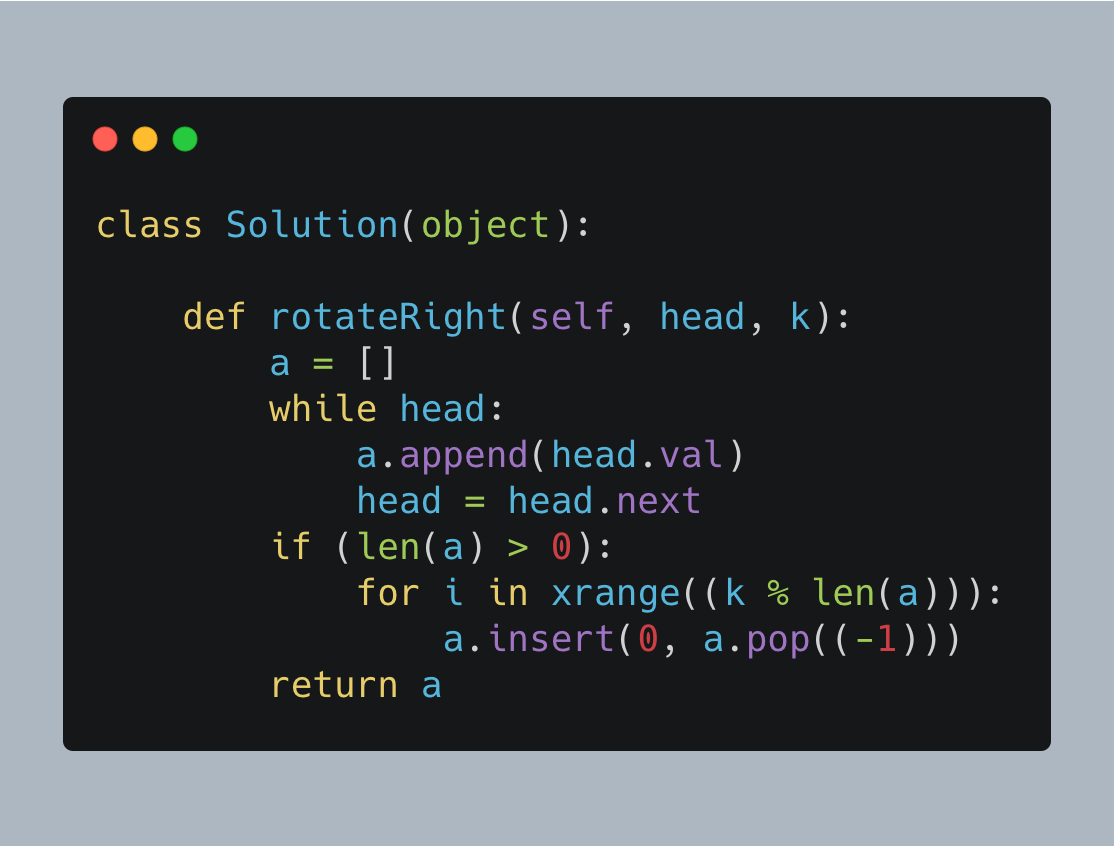 class Solution(object):

    def rotateRight(self, head, k):
        a = []
        while head:
            a.append(head.val)
            head = head.next
        if (len(a) > 0):
            for i in xrange((k % len(a))):
                a.insert(0, a.pop((-1)))
        return a